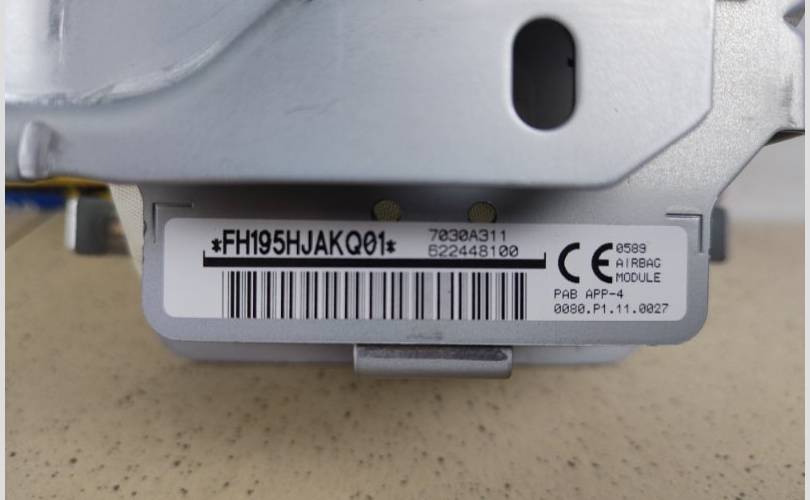 *FH195HJAKQ01*
7030A311
622448100
CE 0589
AIRBAG
MODULE
PAB APP-4
0080.P1.11.0027